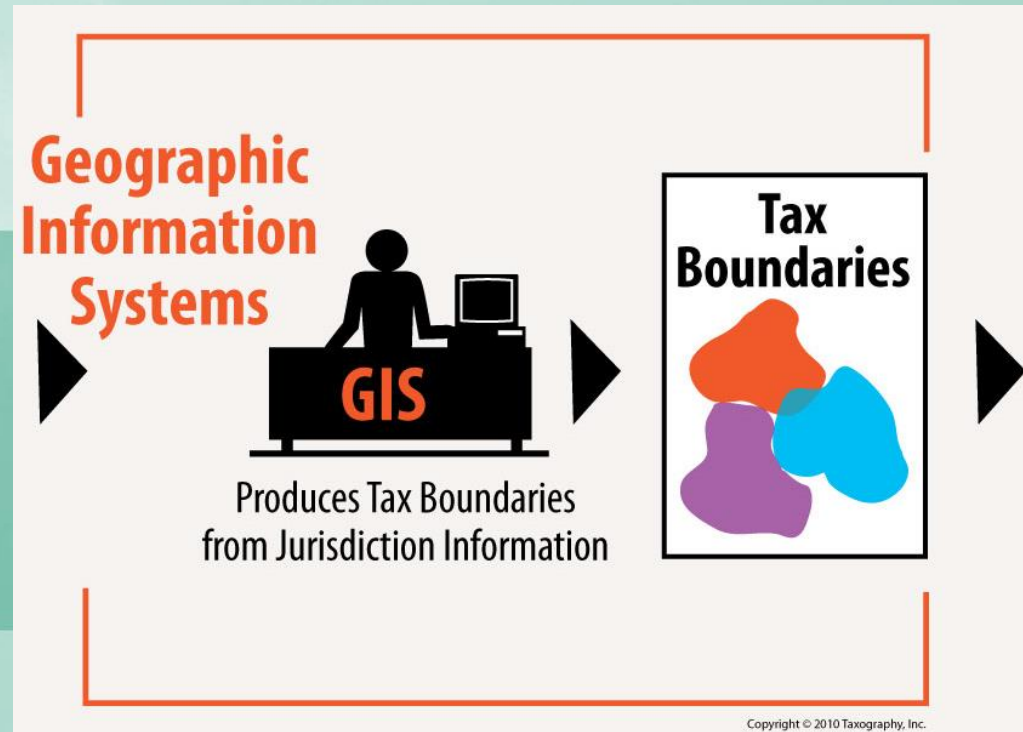 Geographic
Information
Systems
GIS
Produces Tax Boundaries
from Jurisdiction Information
Tax
Boundaries
Copyright © 2010 Taxography, Inc.